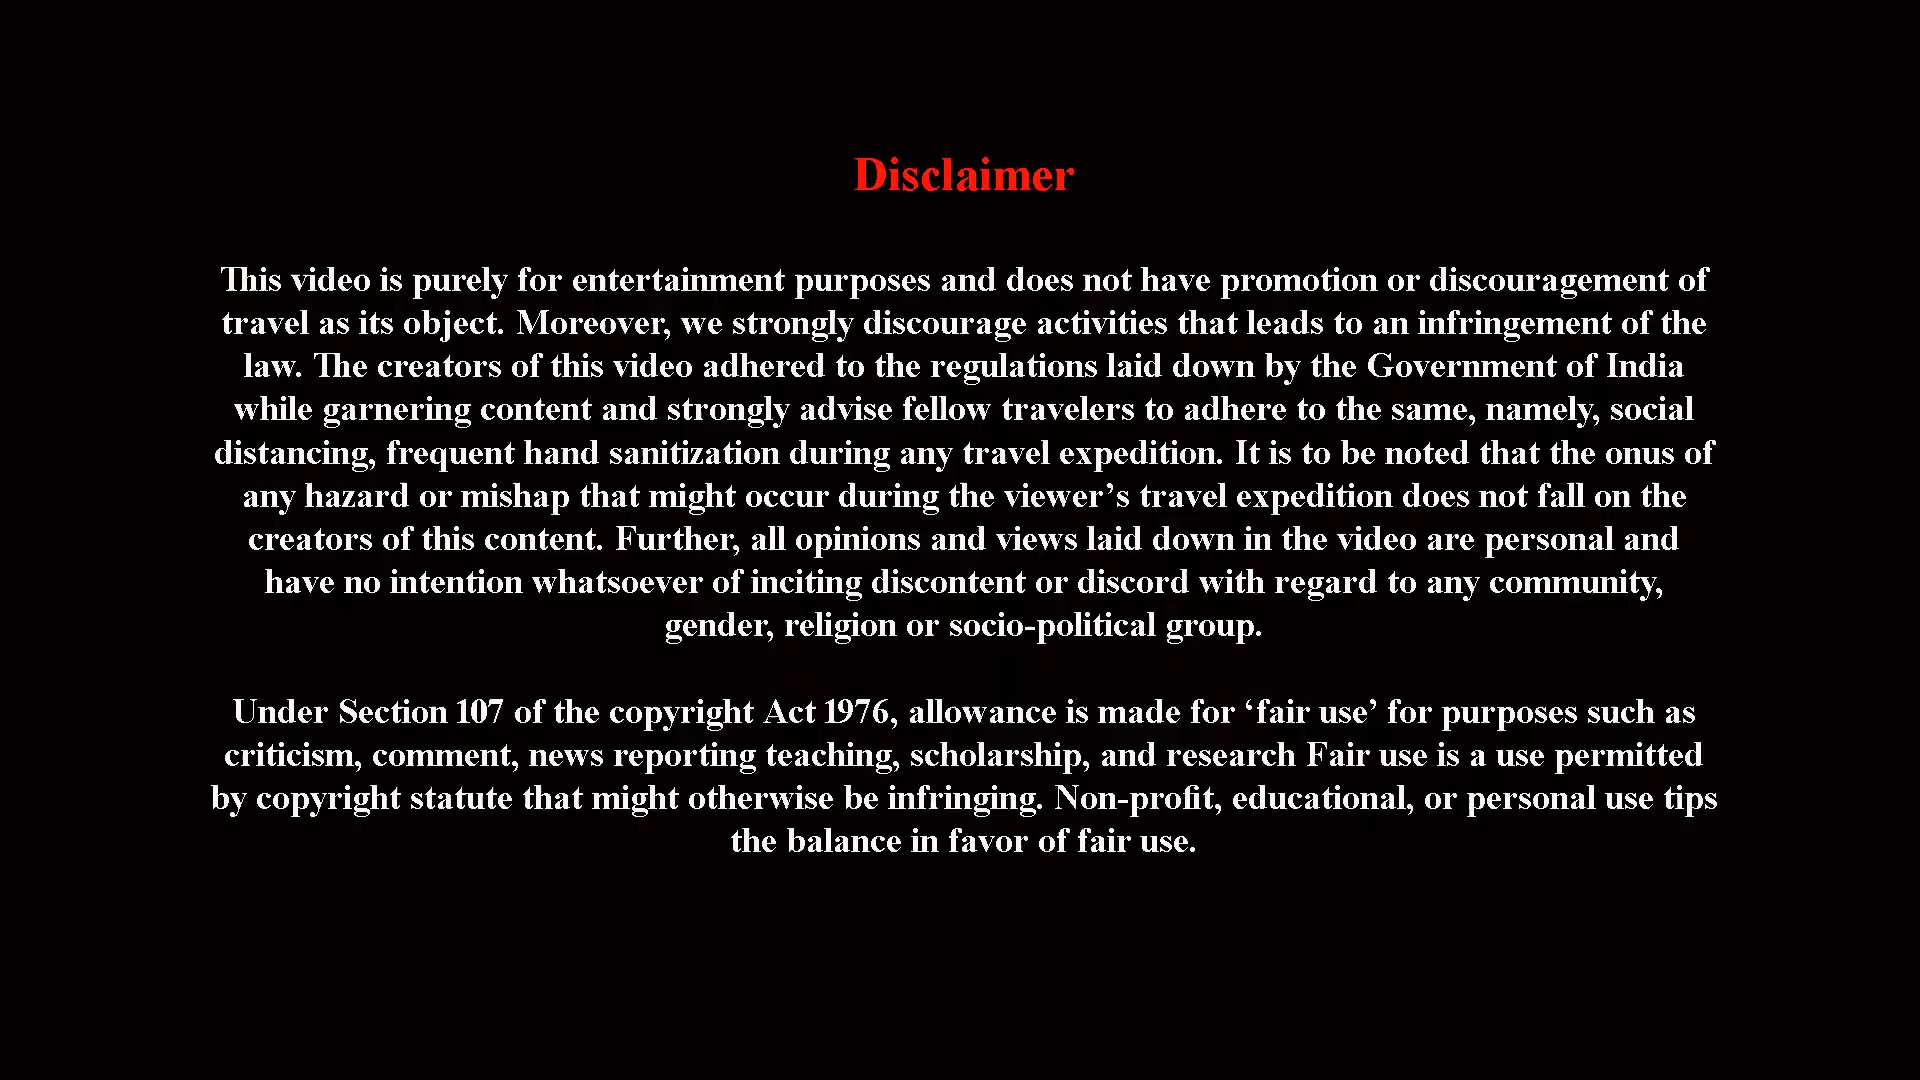 Disclaimer
This video is purely for entertainment purposes and does not have promotion or discouragement of
travel as its object. Moreover, we strongly discourage activities that leads to an infringement of the
law. The creators of this video adhered to the regulations laid down by the Government of India
while garnering content and strongly advise fellow travelers to adhere to the same, namely, social
distancing, frequent hand sanitization during any travel expedition. It is to be noted that the onus of
any hazard or mishap that might occur during the viewer’s travel expedition does not fall on the
creators of this content. Further, all opinions and views laid down in the video are personal and
have no intention whatsoever of inciting discontent or discord with regard to any community,
gender, religion or socio-political group.
Under Section 107 of the copyright Act 1976, allowance is made for ‘fair use’ for purposes such as
criticism, comment, news reporting teaching, scholarship, and research Fair use is a use permitted
by copyright statute that might otherwise be infringing. Non-profit, educational, or personal use tips
the balance in favor of fair use.